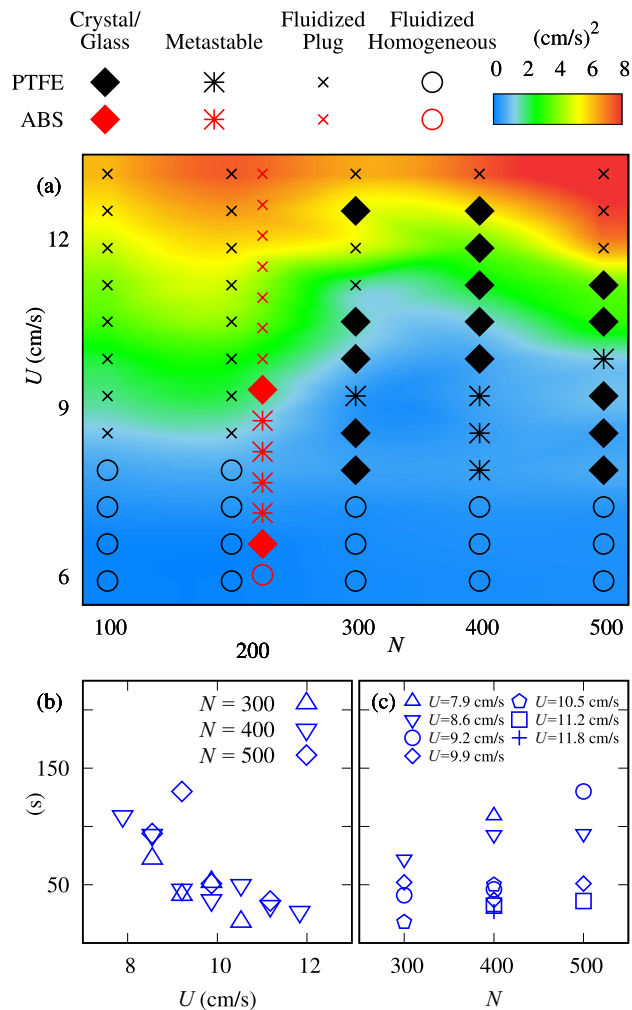 Crystal/ Glass Metastable Fluidized Plug Fluidized Homogeneous (cm/s)²
0 2 4 6 8
PTFE
ABS
(a)
12
9
6
U (cm/s)
100 200 300 400 500
N
(b)
N = 300
N = 400
N = 500
150
50
(s)
8 10 12
U (cm/s)
(c)
U=7.9 cm/s U=10.5 cm/s
U=8.6 cm/s U=11.2 cm/s
U=9.2 cm/s U=11.8 cm/s
U=9.9 cm/s
300 400 500
N